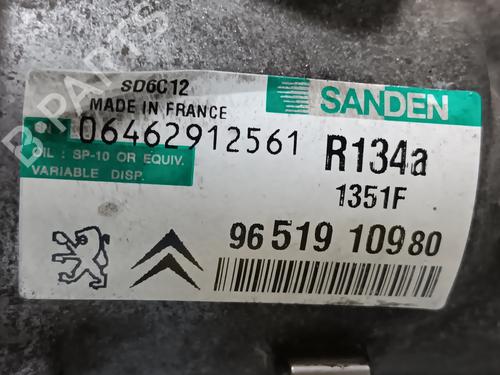 SD6C12
MADE IN FRANCE
SANDEN
06462912561
OIL : SP-10 OR EQUIV.
VARIABLE DISP.
R134a
1351F
96 519 109 80
B-PARTS